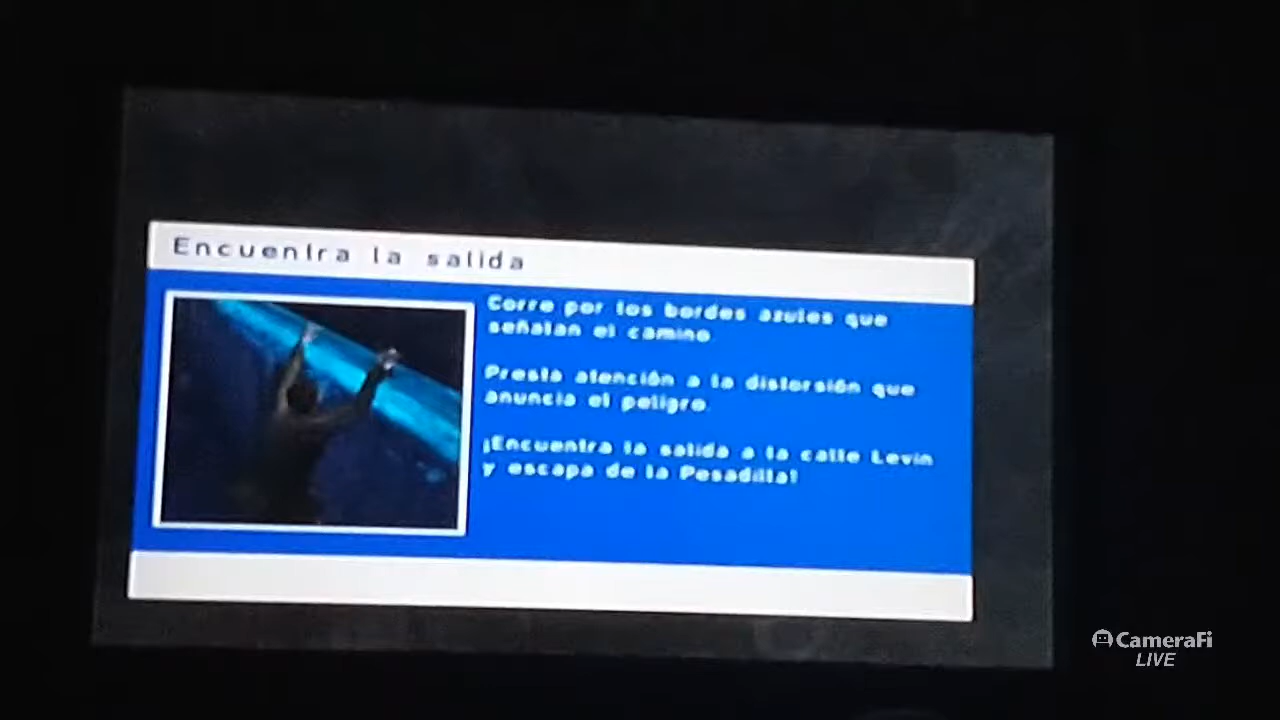 Encuentra la salida
Corre por los bordes azules que
señalan el camino.
Presta atención a la distorsión que
anuncia el peligro.
¡Encuentra la salida a la calle Levin
y escapa de la Pesadilla!
CameraFi
LIVE